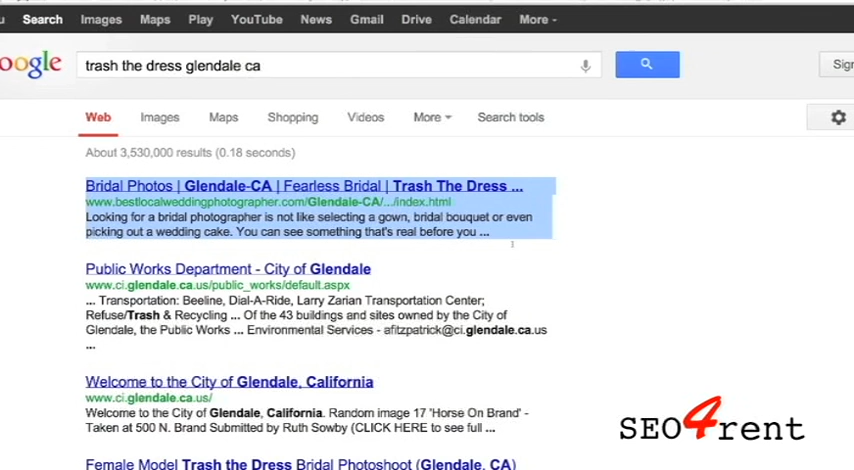 Search Images Maps Play YouTube News Gmail Drive Calendar More
oogle trash the dress glendale ca Sign
Web Images Maps Shopping Videos More Search tools
About 3,530,000 results (0.18 seconds)
Bridal Photos | Glendale-CA | Fearless Bridal | Trash The Dress ...
www.bestlocalweddingphotographer.com/Glendale-CA/.../index.html
Looking for a bridal photographer is not like selecting a gown, bridal bouquet or even
picking out a wedding cake. You can see something that's real before you ...
Public Works Department - City of Glendale
www.ci.glendale.ca.us/public_works/default.aspx
... Transportation: Beeline, Dial-A-Ride, Larry Zarian Transportation Center;
Refuse/Trash & Recycling ... Of the 43 buildings and sites owned by the City of
Glendale, the Public Works ... Environmental Services - afitzpatrick@ci.glendale.ca.us
...
Welcome to the City of Glendale, California
www.ci.glendale.ca.us/
Welcome to the City of Glendale, California. Random image 17 'Horse On Brand' -
Taken at 500 N. Brand Submitted by Ruth Sowby (CLICK HERE to see full ...
SEO4rent
Female Model Trash the Dress Bridal Photoshoot (Glendale, CA)